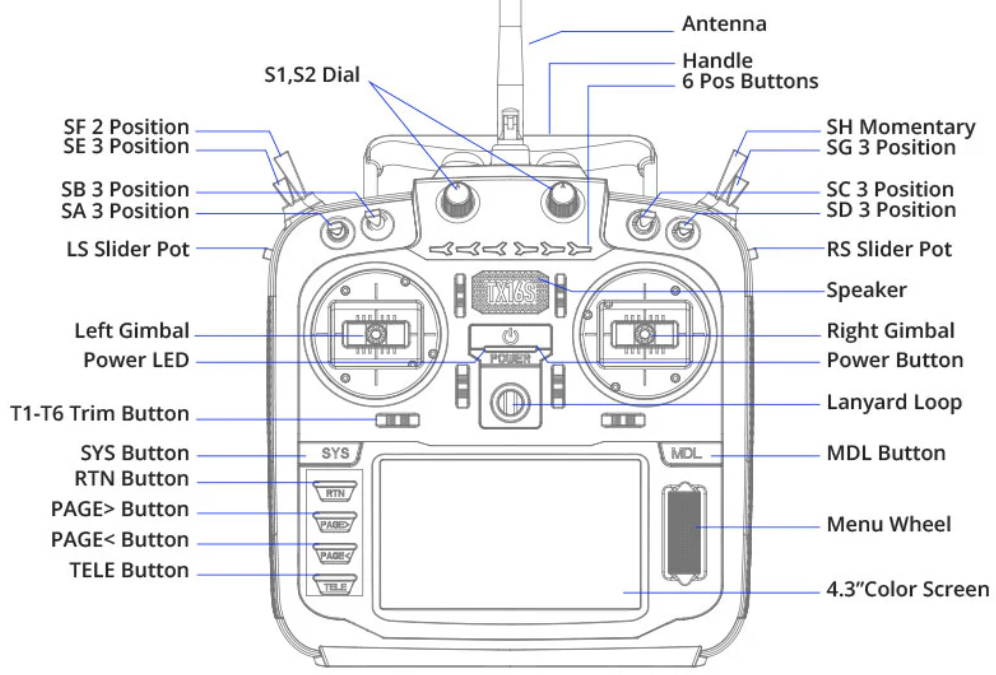 Antenna
Handle
S1,S2 Dial
6 Pos Buttons
SF 2 Position
SH Momentary
SE 3 Position
SG 3 Position
SB 3 Position
SC 3 Position
SA 3 Position
SD 3 Position
LS Slider Pot
RS Slider Pot
TX16S
Speaker
Left Gimbal
Right Gimbal
POWER
Power LED
Power Button
Lanyard Loop
T1-T6 Trim Button
SYS Button
SYS
MDL
MDL Button
RTN Button
RTN
PAGE> Button
PAGE>
Menu Wheel
PAGE< Button
PAGE<
TELE Button
TELE
4.3”Color Screen